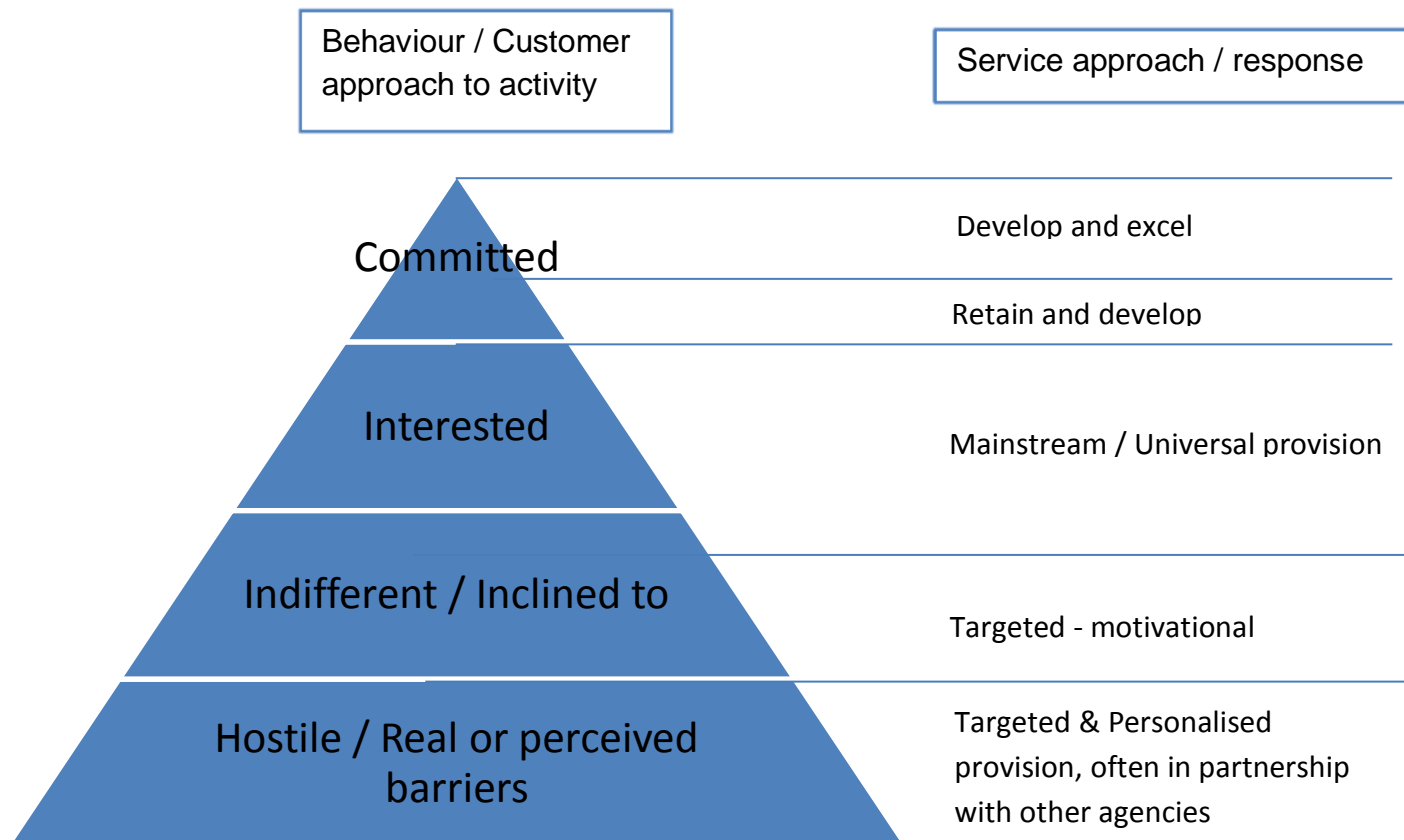 Behaviour / Customer
approach to activity
Service approach / response
Committed
Develop and excel
Retain and develop
Interested
Mainstream / Universal provision
Indifferent / Inclined to
Targeted - motivational
Hostile / Real or perceived
barriers
Targeted & Personalised
provision, often in partnership
with other agencies